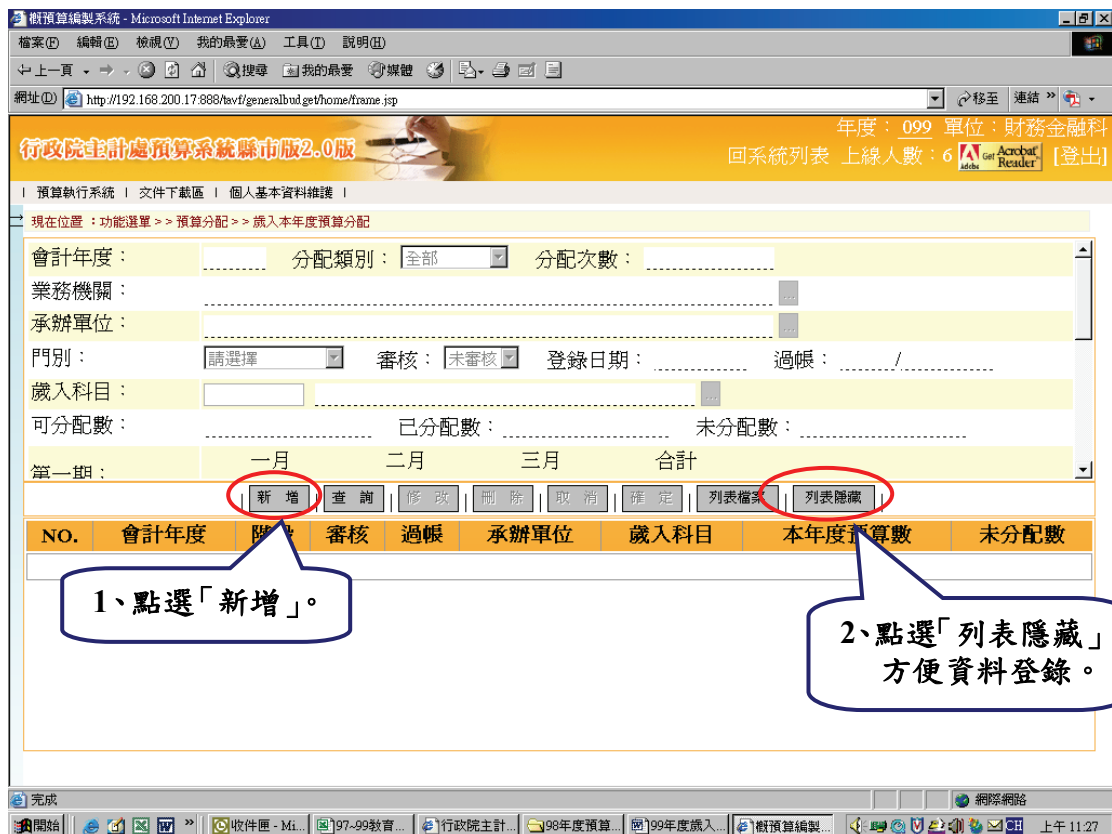 概預算編製系統 - Microsoft Internet Explorer
檔案(F) 編輯(E) 檢視(V) 我的最愛(A) 工具(T) 說明(H)
上一頁 搜尋 我的最愛 媒體
網址(D) http://192.168.200.17:888/tavf/generalbudget/home/frame.jsp 移至 連結 »
行政院主計處預算系統縣市版2.0版
年度：099 單位：財務金融科
回系統列表 上線人數：6 Adobe Get Acrobat Reader [登出]
| 預算執行系統 | 文件下載區 | 個人基本資料維護 |
現在位置 ：功能選單>>預算分配>>歲入本年度預算分配
會計年度： 分配類別：全部 分配次數：
業務機關： ...
承辦單位： ...
門別： 請選擇 審核：未審核 登錄日期： 過帳： /
歲入科目： ...
可分配數： 已分配數： 未分配數：
一月 二月 三月 合計
第一期：
| 新 增 | 查 詢 | 修 改 | 刪 除 | 取 消 | 確 定 | 列表檔案 | 列表隱藏 |
NO. 會計年度 審核 過帳 承辦單位 歲入科目 本年度預算數 未分配數
1、點選「新增」。
2、點選「列表隱藏」
方便資料登錄。
完成 網際網路
開始 » 收件匣 - Mi... 97~99教育... 行政院主計... 98年度預算... 99年度歲入... 概預算編製... CH 上午 11:27